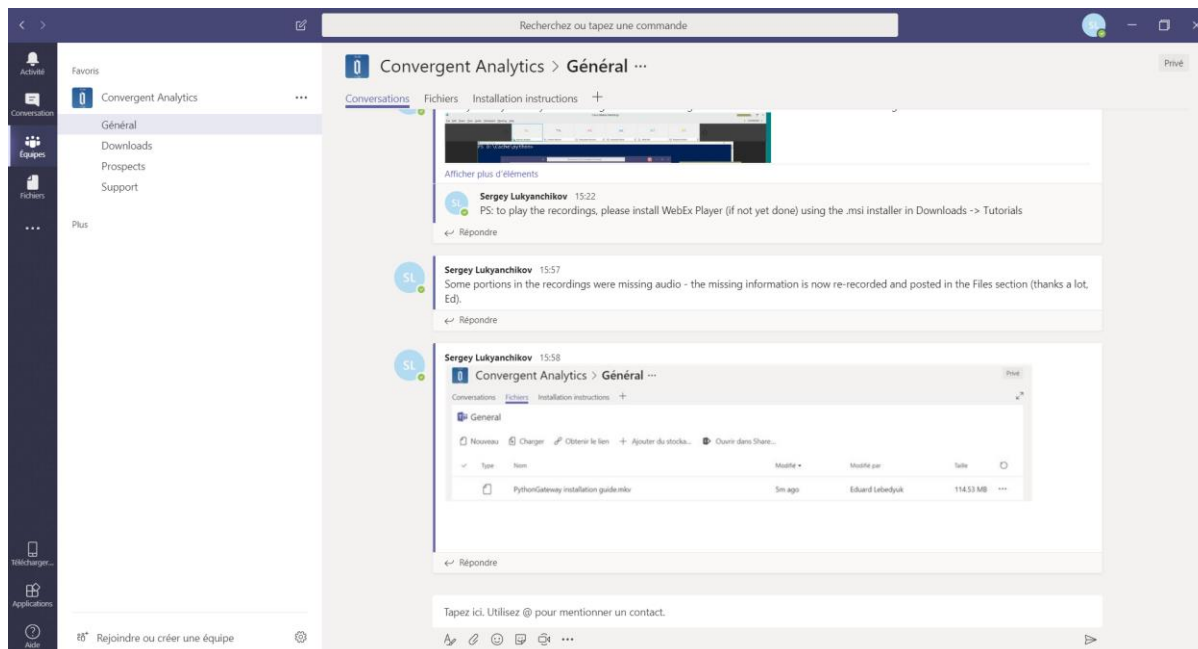 Recherchez ou tapez une commande
SL
Activité
Conversation
Équipes
Fichiers
Télécharger...
Applications
Aide
Favoris
Convergent Analytics
Général
Downloads
Prospects
Support
Plus
Rejoindre ou créer une équipe
Convergent Analytics > Général
Privé
Conversations Fichiers Installation instructions
Afficher plus d'éléments
SL
Sergey Lukyanchikov 15:22
PS: to play the recordings, please install WebEx Player (if not yet done) using the .msi installer in Downloads -> Tutorials
Répondre
SL
Sergey Lukyanchikov 15:57
Some portions in the recordings were missing audio - the missing information is now re-recorded and posted in the Files section (thanks a lot,
Ed).
Répondre
SL
Sergey Lukyanchikov 15:58
Convergent Analytics > Général
Privé
Conversations Fichiers Installation instructions
General
Nouveau Charger Obtenir le lien Ajouter du stocka... Ouvrir dans Share...
Type Nom Modifié Modifié par Taille
PythonGateway installation guide.mkv 5m ago Eduard Lebedyuk 114.53 MB
Répondre
Tapez ici. Utilisez @ pour mentionner un contact.